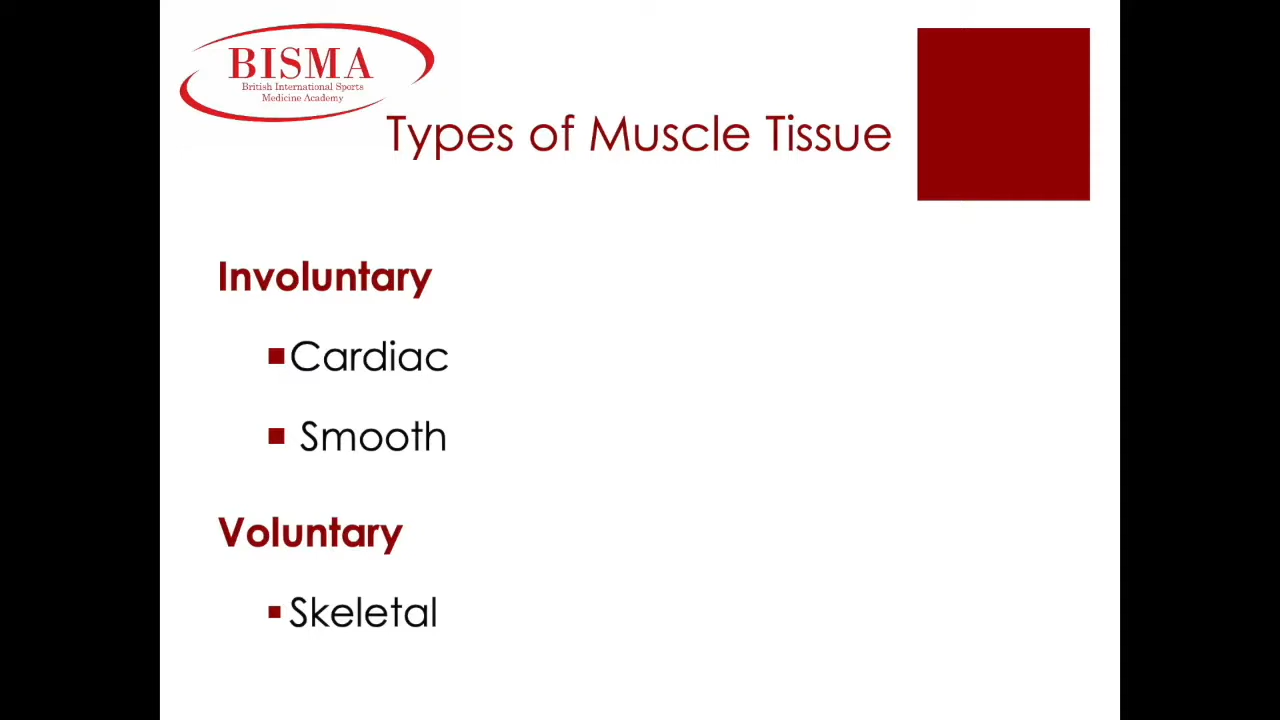 BISMA
British International Sports
Medicine Academy
Types of Muscle Tissue
Involuntary
Cardiac
Smooth
Voluntary
Skeletal